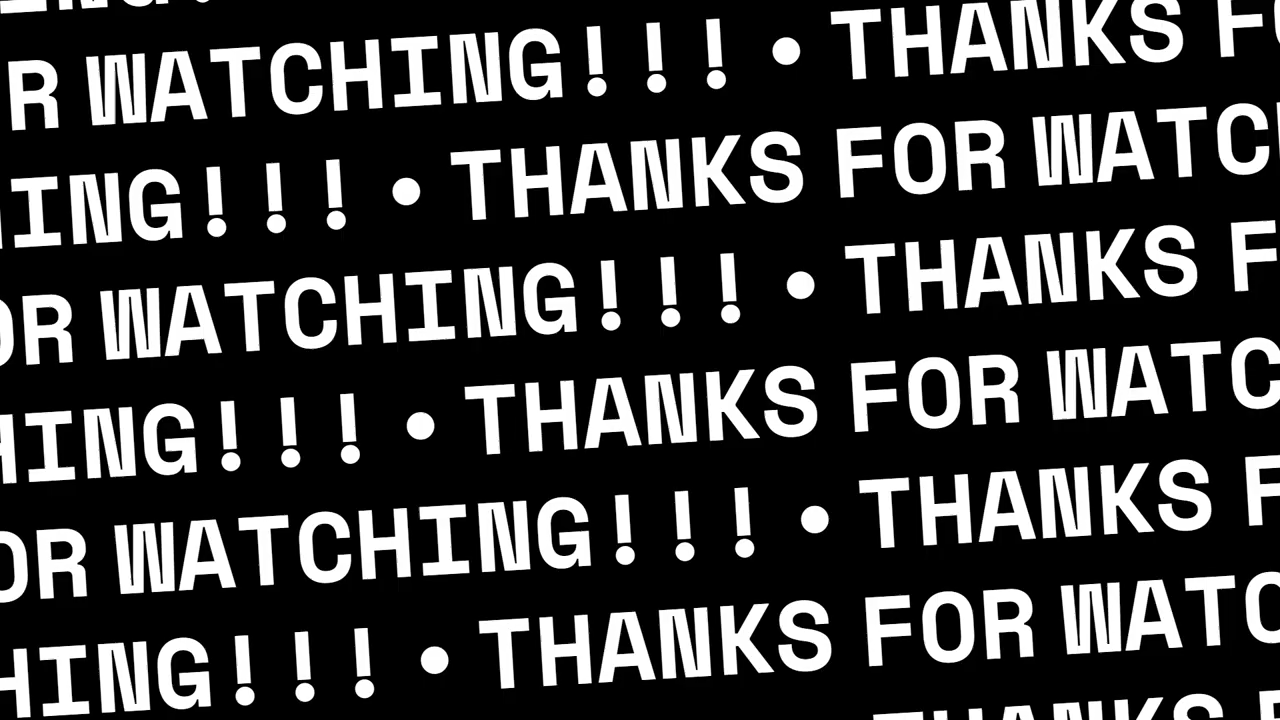 R WATCHING!!! • THANKS
ING!!! • THANKS FOR WATC
OR WATCHING!!! • THANKS F
HING!!! • THANKS FOR WATC
OR WATCHING!!! • THANKS F
HING!!! • THANKS FOR WATC
THANKS